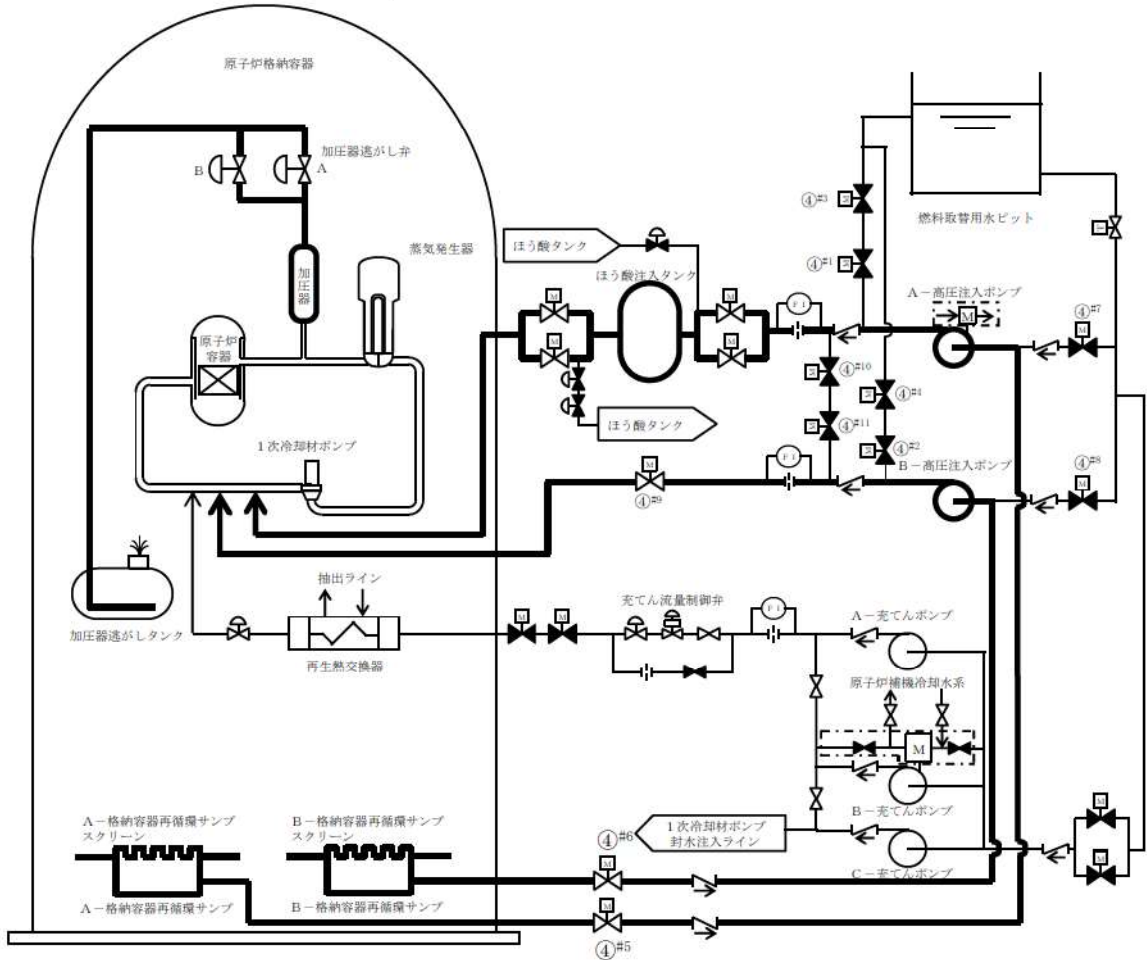 原子炉格納容器
加圧器逃がし弁
B
A
④#3
燃料取替用水ピット
蒸気発生器
ほう酸タンク
④#1
加圧器
ほう酸注入タンク
A－高圧注入ポンプ
M
M
F I
M
④#7
M
原子炉
容器
M
M
④#10
④#4
ほう酸タンク
④#11
④#2
1次冷却材ポンプ
F I
B－高圧注入ポンプ
④#8
M
M
④#9
抽出ライン
充てん流量制御弁
A－充てんポンプ
加圧器逃がしタンク
M
M
F I
再生熱交換器
原子炉補機冷却水系
M
B－充てんポンプ
M
A－格納容器再循環サンプ
スクリーン
B－格納容器再循環サンプ
スクリーン
1次冷却材ポンプ
封水注入ライン
④#6
M
C－充てんポンプ
M
A－格納容器再循環サンプ
B－格納容器再循環サンプ
M
④#5